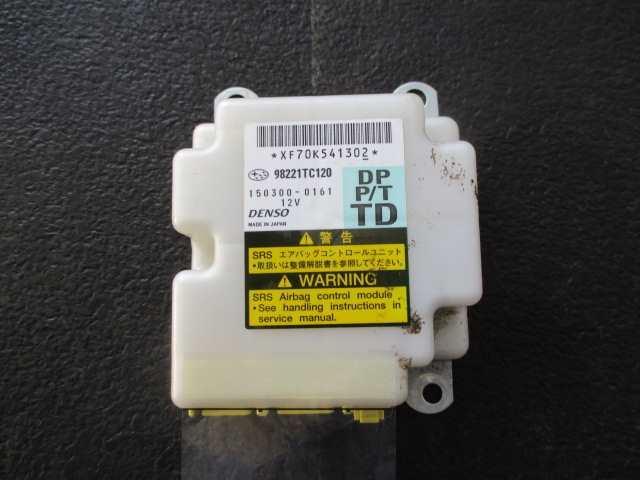 *XF70K541302*
98221TC120
150300-0161
12V
DENSO
MADE IN JAPAN
DP
P/T
TD
警告
SRS エアバッグコントロールユニット
•取扱いは整備解説書を参照してください。
WARNING
SRS Airbag control module
•See handling instructions in
service manual.